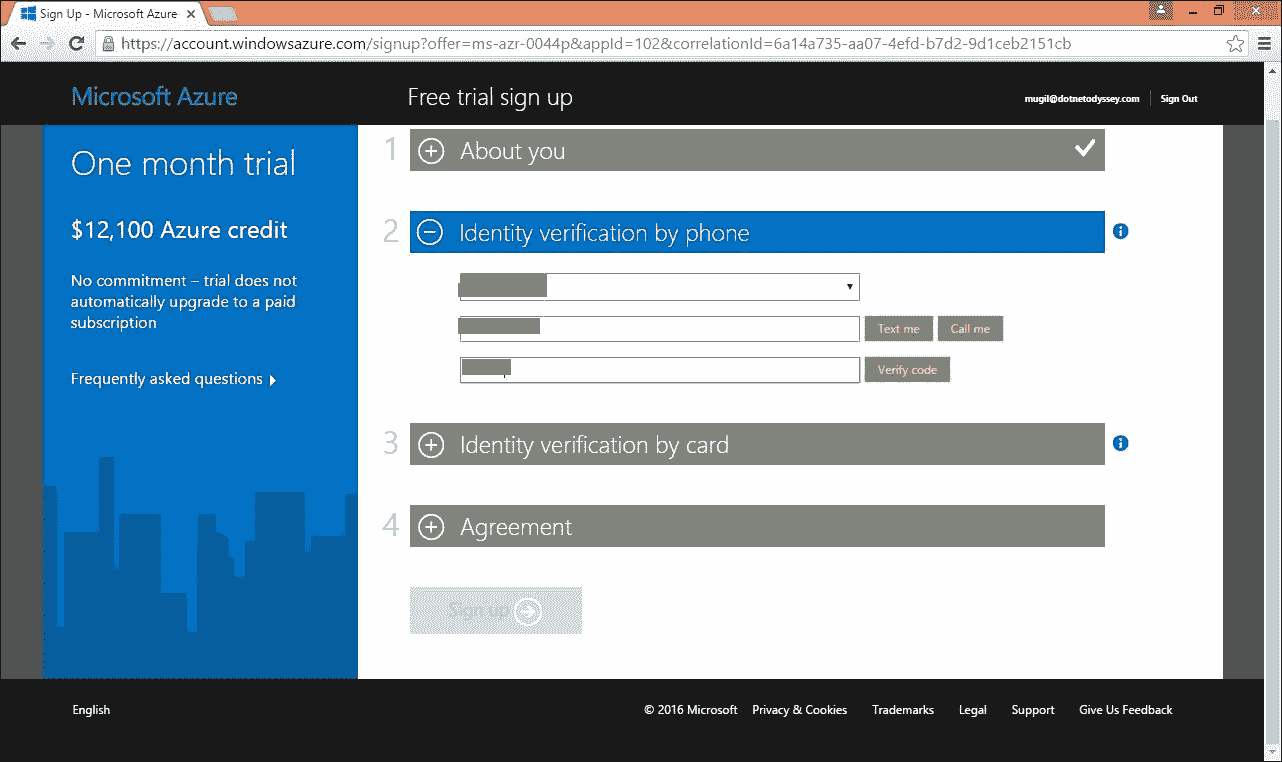 Sign Up - Microsoft Azure
https://account.windowsazure.com/signup?offer=ms-azr-0044p&appId=102&correlationId=6a14a735-aa07-4efd-b7d2-9d1ceb2151cb
Microsoft Azure
Free trial sign up
mugil@dotnetodyssey.com
Sign Out
One month trial
$12,100 Azure credit
No commitment – trial does not
automatically upgrade to a paid
subscription
Frequently asked questions
1 About you
2 Identity verification by phone
Text me
Call me
Verify code
3 Identity verification by card
4 Agreement
Sign up
English
© 2016 Microsoft
Privacy & Cookies
Trademarks
Legal
Support
Give Us Feedback